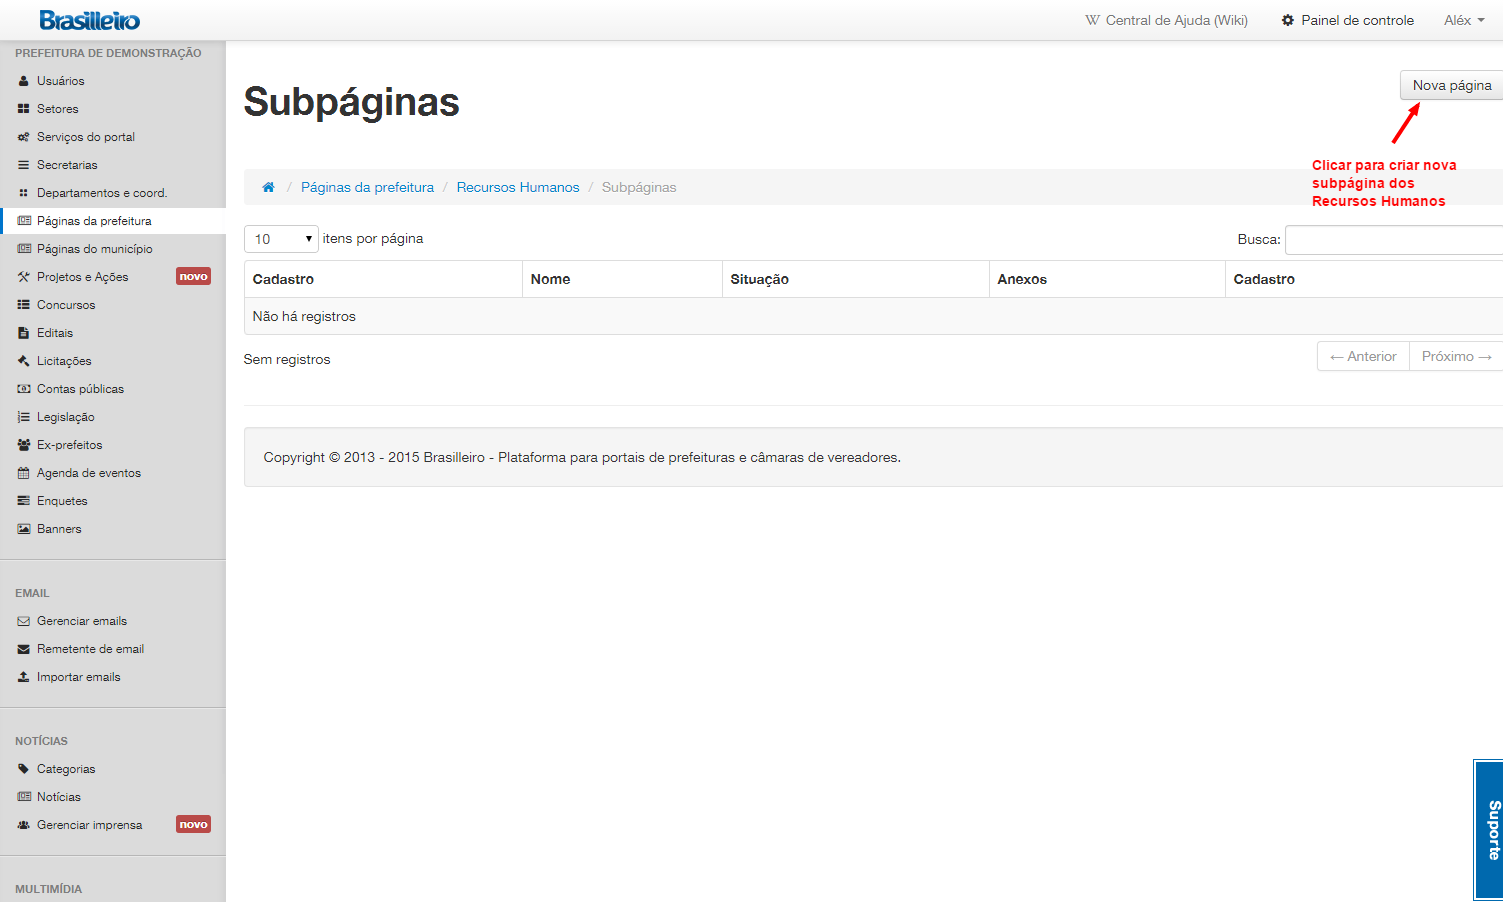 Brasilleiro
Central de Ajuda (Wiki)
Painel de controle
Aléx
PREFEITURA DE DEMONSTRAÇÃO
Usuários
Setores
Serviços do portal
Secretarias
Departamentos e coord.
Páginas da prefeitura
Páginas do município
Projetos e Ações novo
Concursos
Editais
Licitações
Contas públicas
Legislação
Ex-prefeitos
Agenda de eventos
Enquetes
Banners
EMAIL
Gerenciar emails
Remetente de email
Importar emails
NOTÍCIAS
Categorias
Notícias
Gerenciar imprensa novo
MULTIMÍDIA
Subpáginas
Nova página
Clicar para criar nova
subpágina dos
Recursos Humanos
/ Páginas da prefeitura / Recursos Humanos / Subpáginas
10 itens por página
Busca:
Cadastro Nome Situação Anexos Cadastro
Não há registros
Sem registros
← Anterior Próximo →
Copyright © 2013 - 2015 Brasilleiro - Plataforma para portais de prefeituras e câmaras de vereadores.
Suporte